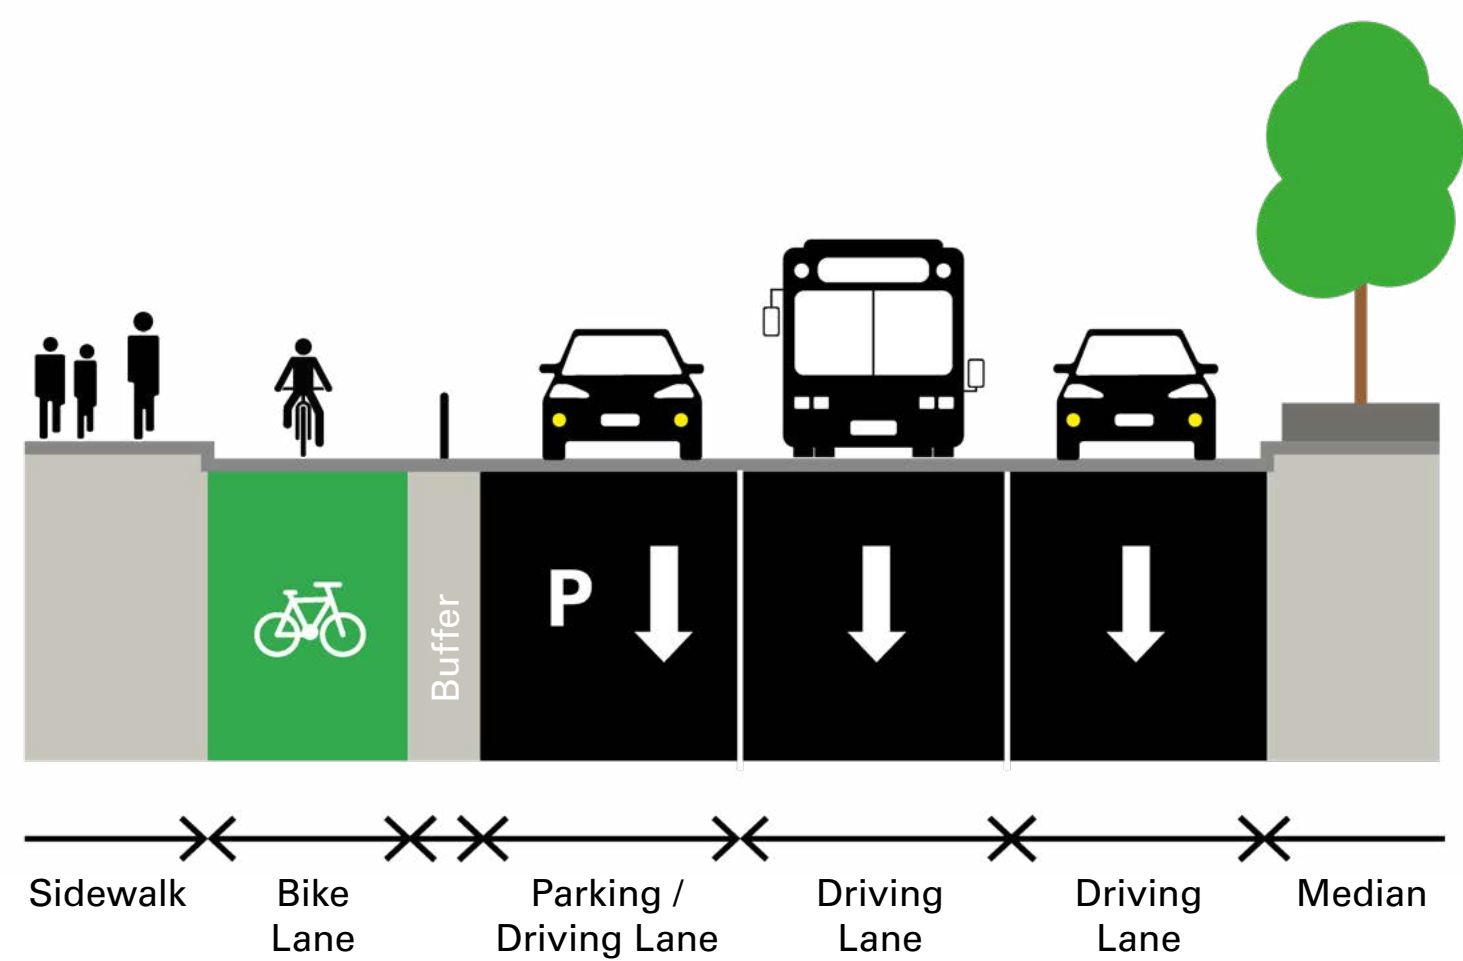 P
Buffer
Sidewalk
Bike
Lane
Parking /
Driving Lane
Driving
Lane
Driving
Lane
Median